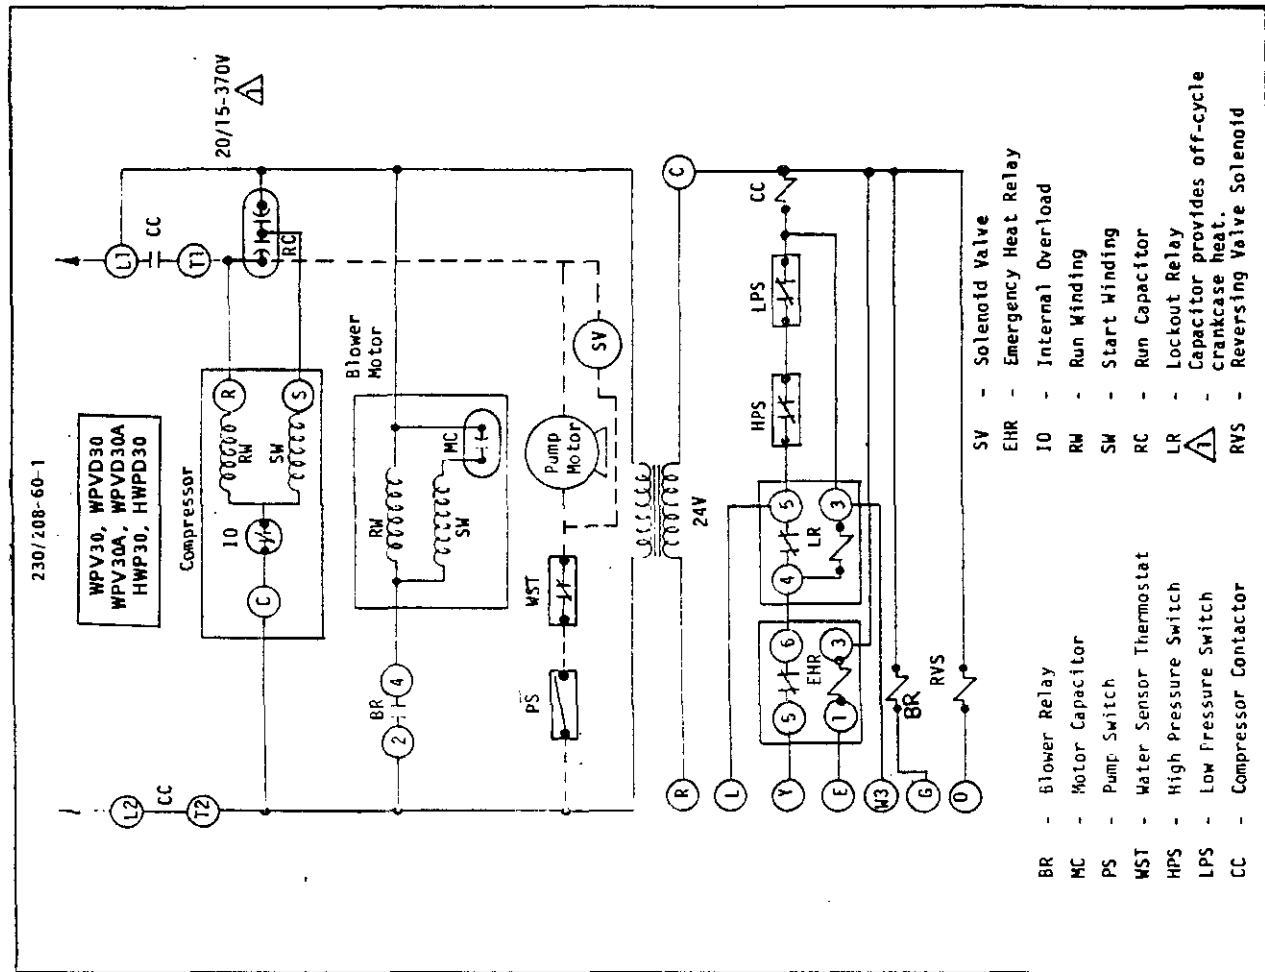 230/208-60-1
WPV30, WPVD30
WPV30A, WPVD30A
HWP30, HWPD30
20/15-370V
1
L1
CC
T1
RC
Compressor
IO
C
RW
SW
R
S
L2
CC
T2
Blower
Motor
RW
SW
MC
BR
2
4
SV
Pump
Motor
WST
PS
24V
R
C
L
Y
E
W3
G
O
5
6
EHR
1
3
4
5
LR
3
HPS
LPS
CC
BR
RVS
BR - Blower Relay
MC - Motor Capacitor
PS - Pump Switch
WST - Water Sensor Thermostat
HPS - High Pressure Switch
LPS - Low Pressure Switch
CC - Compressor Contactor
SV - Solenoid Valve
EHR - Emergency Heat Relay
IO - Internal Overload
RW - Run Winding
SW - Start Winding
RC - Run Capacitor
LR - Lockout Relay
1 - Capacitor provides off-cycle
crankcase heat.
RVS - Reversing Valve Solenoid